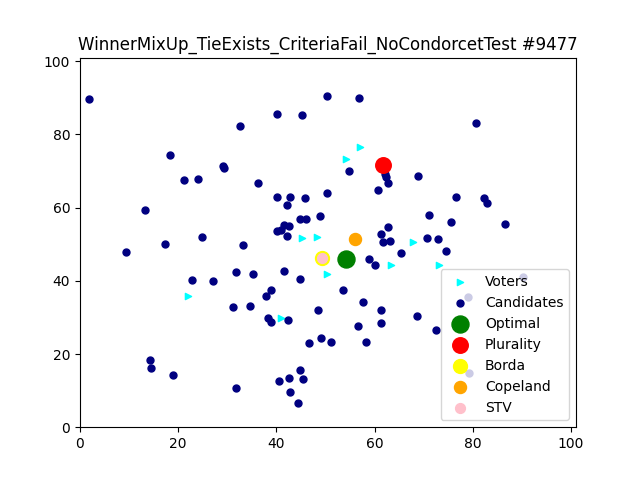 WinnerMixUp_TieExists_CriteriaFail_NoCondorcetTest #9477
100
80
60
40
20
0
0 20 40 60 80 100
Voters
Candidates
Optimal
Plurality
Borda
Copeland
STV